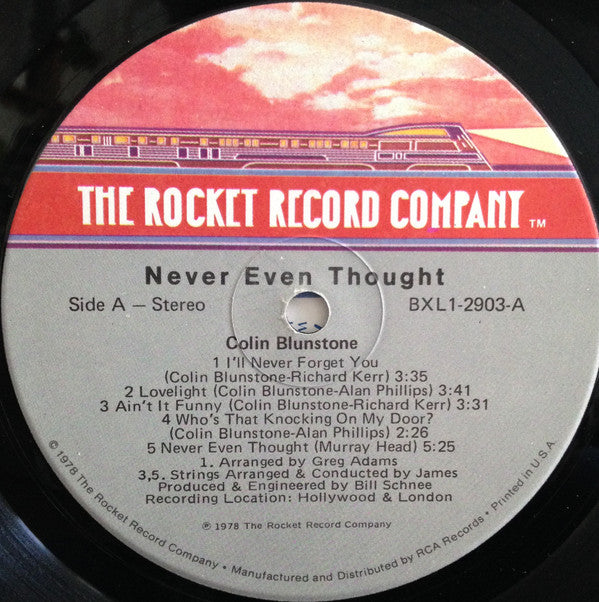 THE ROCKET RECORD COMPANY ™
Never Even Thought
Side A — Stereo
BXL1-2903-A
Colin Blunstone
1 I'll Never Forget You
(Colin Blunstone-Richard Kerr) 3:35
2 Lovelight (Colin Blunstone-Alan Phillips) 3:41
3 Ain't It Funny (Colin Blunstone-Richard Kerr) 3:31
4 Who's That Knocking On My Door?
(Colin Blunstone-Alan Phillips) 2:26
5 Never Even Thought (Murray Head) 5:25
1. Arranged by Greg Adams
3,5. Strings Arranged & Conducted by James
Produced & Engineered by Bill Schnee
Recording Location: Hollywood & London
℗ 1978 The Rocket Record Company
© 1978 The Rocket Record Company • Manufactured and Distributed by RCA Records • Printed in U.S.A